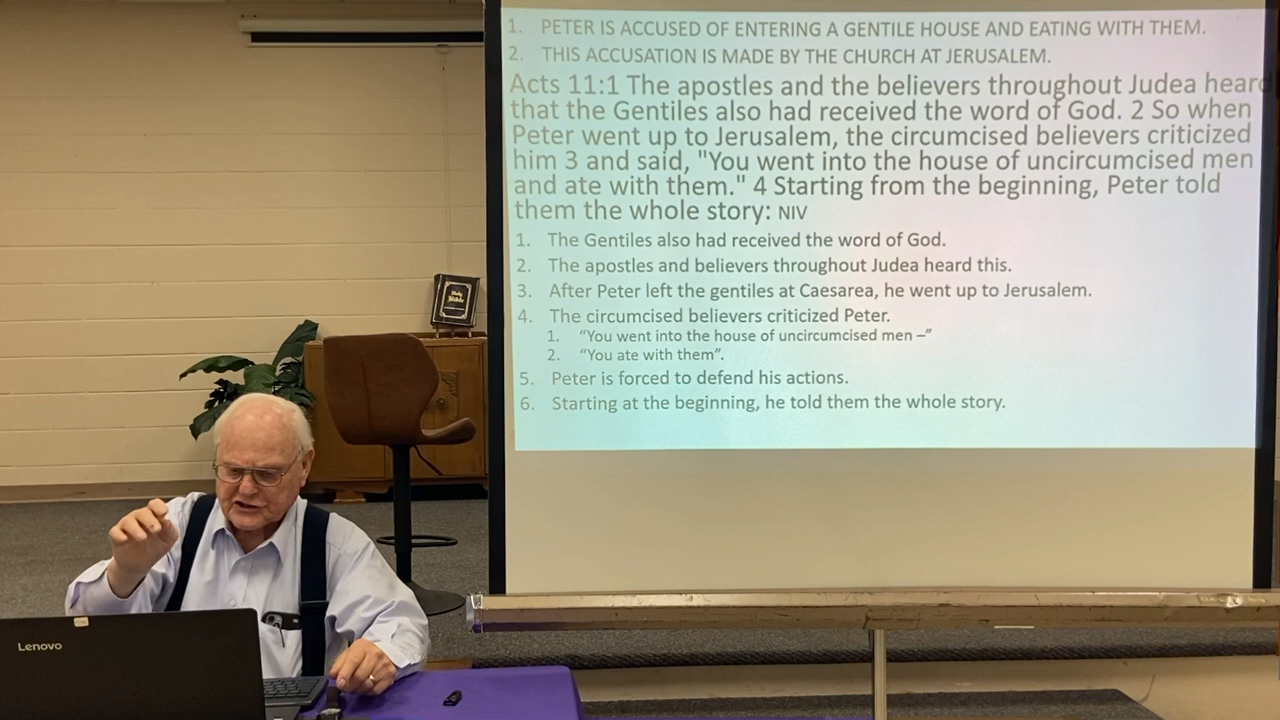 1. PETER IS ACCUSED OF ENTERING A GENTILE HOUSE AND EATING WITH THEM.
2. THIS ACCUSATION IS MADE BY THE CHURCH AT JERUSALEM.
Acts 11:1 The apostles and the believers throughout Judea heard
that the Gentiles also had received the word of God. 2 So when
Peter went up to Jerusalem, the circumcised believers criticized
him 3 and said, "You went into the house of uncircumcised men
and ate with them." 4 Starting from the beginning, Peter told
them the whole story: NIV
1. The Gentiles also had received the word of God.
2. The apostles and believers throughout Judea heard this.
3. After Peter left the gentiles at Caesarea, he went up to Jerusalem.
4. The circumcised believers criticized Peter.
1. “You went into the house of uncircumcised men –”
2. “You ate with them”.
5. Peter is forced to defend his actions.
6. Starting at the beginning, he told them the whole story.
Holy
Bible
Lenovo